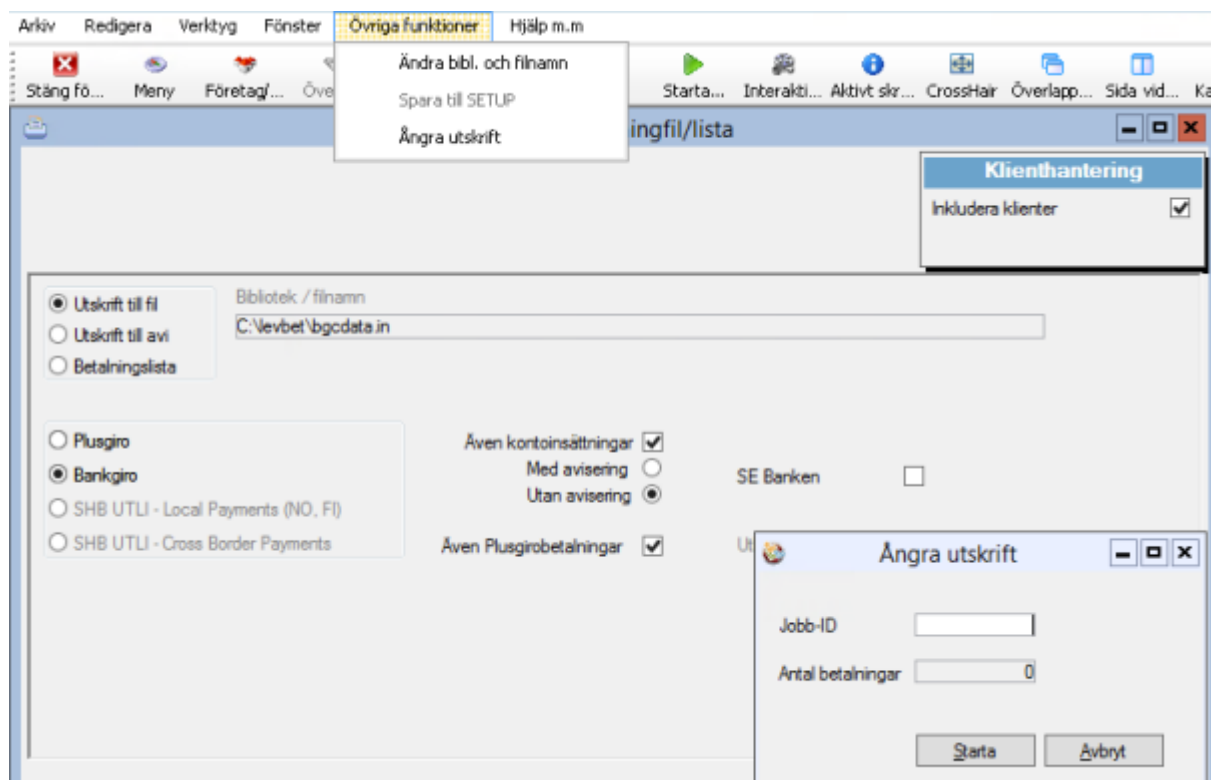 Arkiv Redigera Verktyg Fönster Övriga funktioner Hjälp m.m
Ändra bibl. och filnamn
Spara till SETUP
Ångra utskrift
Stäng fö... Meny Företag/... Öve Starta... Interakti... Aktivt skr... CrossHair Överlapp... Sida vid... Ka
ingfil/lista
Klienthantering
Inkludera klienter
Utskrift till fil
Utskrift till avi
Betalningslista
Bibliotek / filnamn
C:\levbet\bgcdata.in
Plusgiro
Bankgiro
SHB UTLI - Local Payments (NO, FI)
SHB UTLI - Cross Border Payments
Även kontoinsättningar
Med avisering
Utan avisering
SE Banken
Även Plusgirobetalningar
Ut
Ångra utskrift
Jobb-ID
Antal betalningar 0
Starta Avbryt